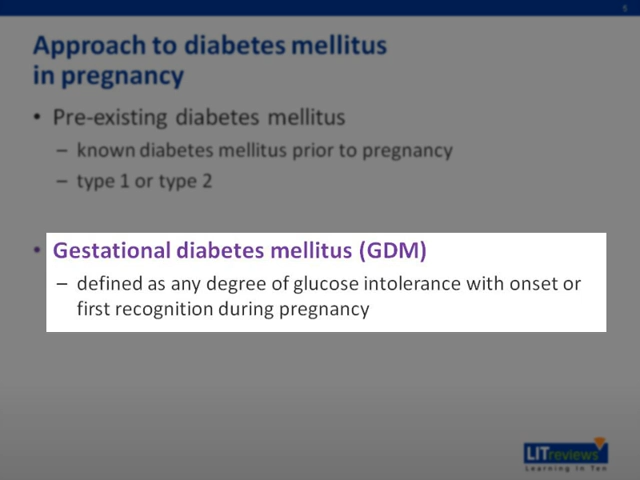 5
Approach to diabetes mellitus
in pregnancy
• Pre-existing diabetes mellitus
– known diabetes mellitus prior to pregnancy
– type 1 or type 2
• Gestational diabetes mellitus (GDM)
– defined as any degree of glucose intolerance with onset or
first recognition during pregnancy
LITreviews
Learning In Ten